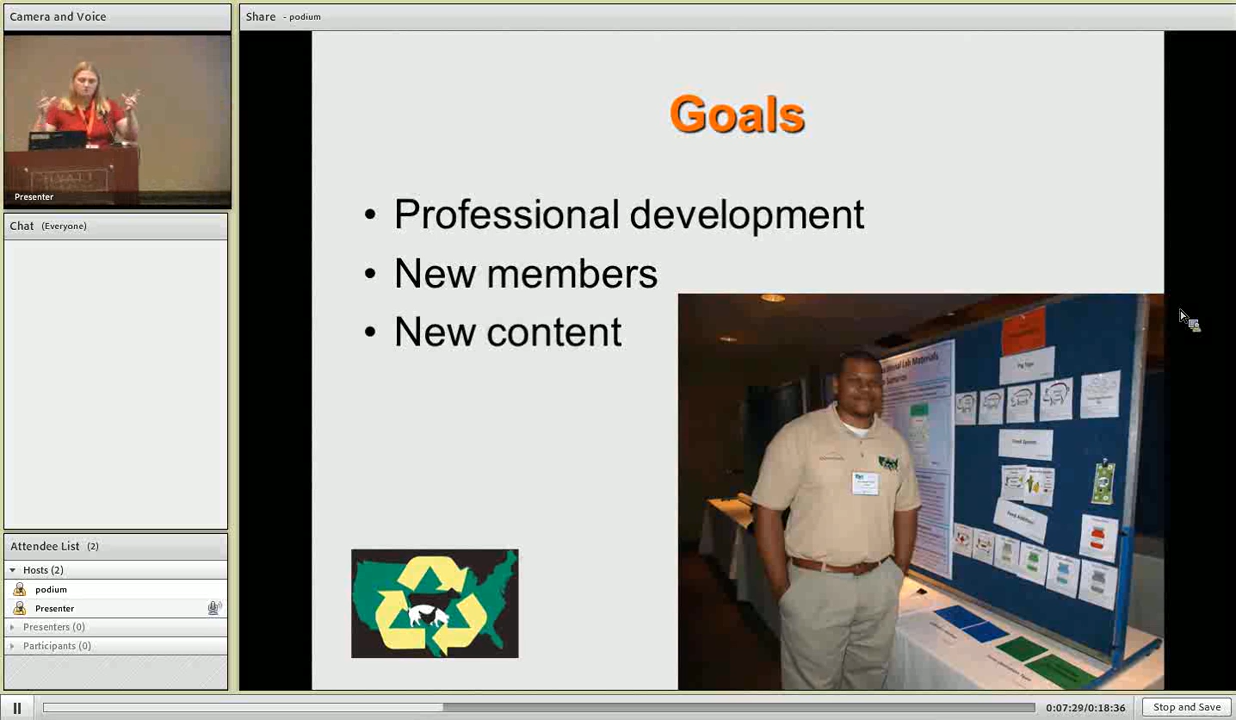 Camera and Voice
Share - podium
Presenter
Goals
• Professional development
• New members
• New content
Chat (Everyone)
Attendee List (2)
Hosts (2)
podium
Presenter
Presenters (0)
Participants (0)
0:07:29/0:18:36
Stop and Save